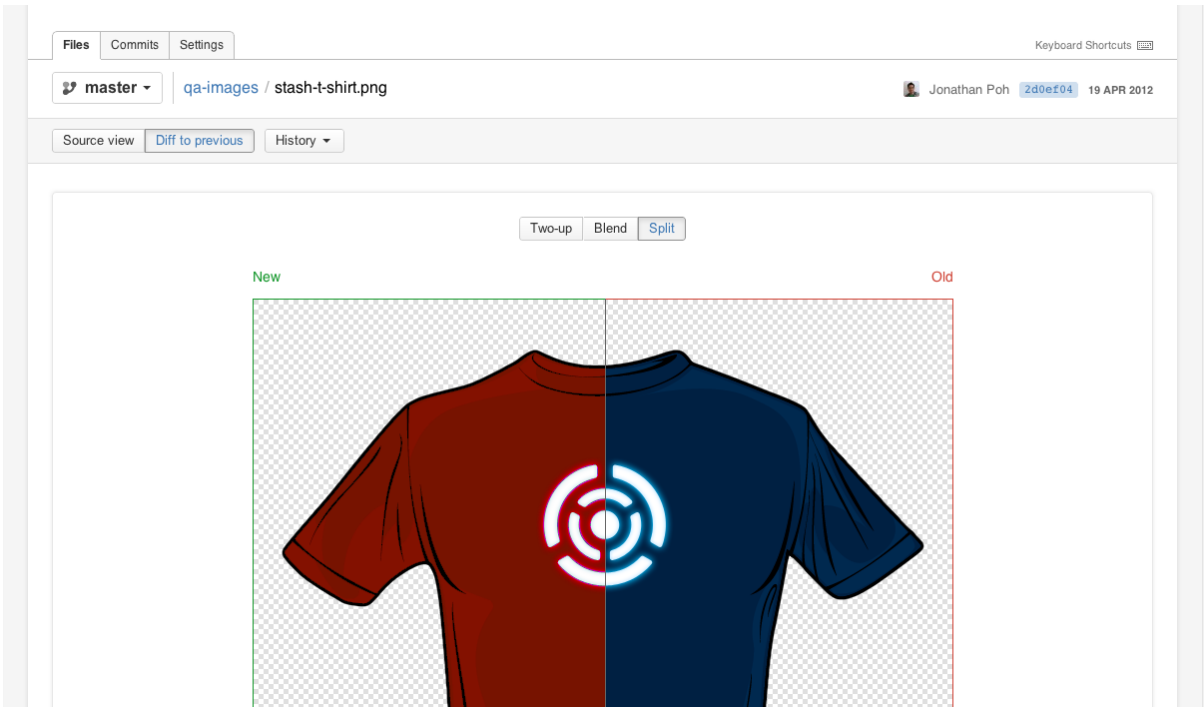 Files Commits Settings Keyboard Shortcuts
master qa-images / stash-t-shirt.png Jonathan Poh 2d0ef04 19 APR 2012
Source view Diff to previous History
Two-up Blend Split
New Old